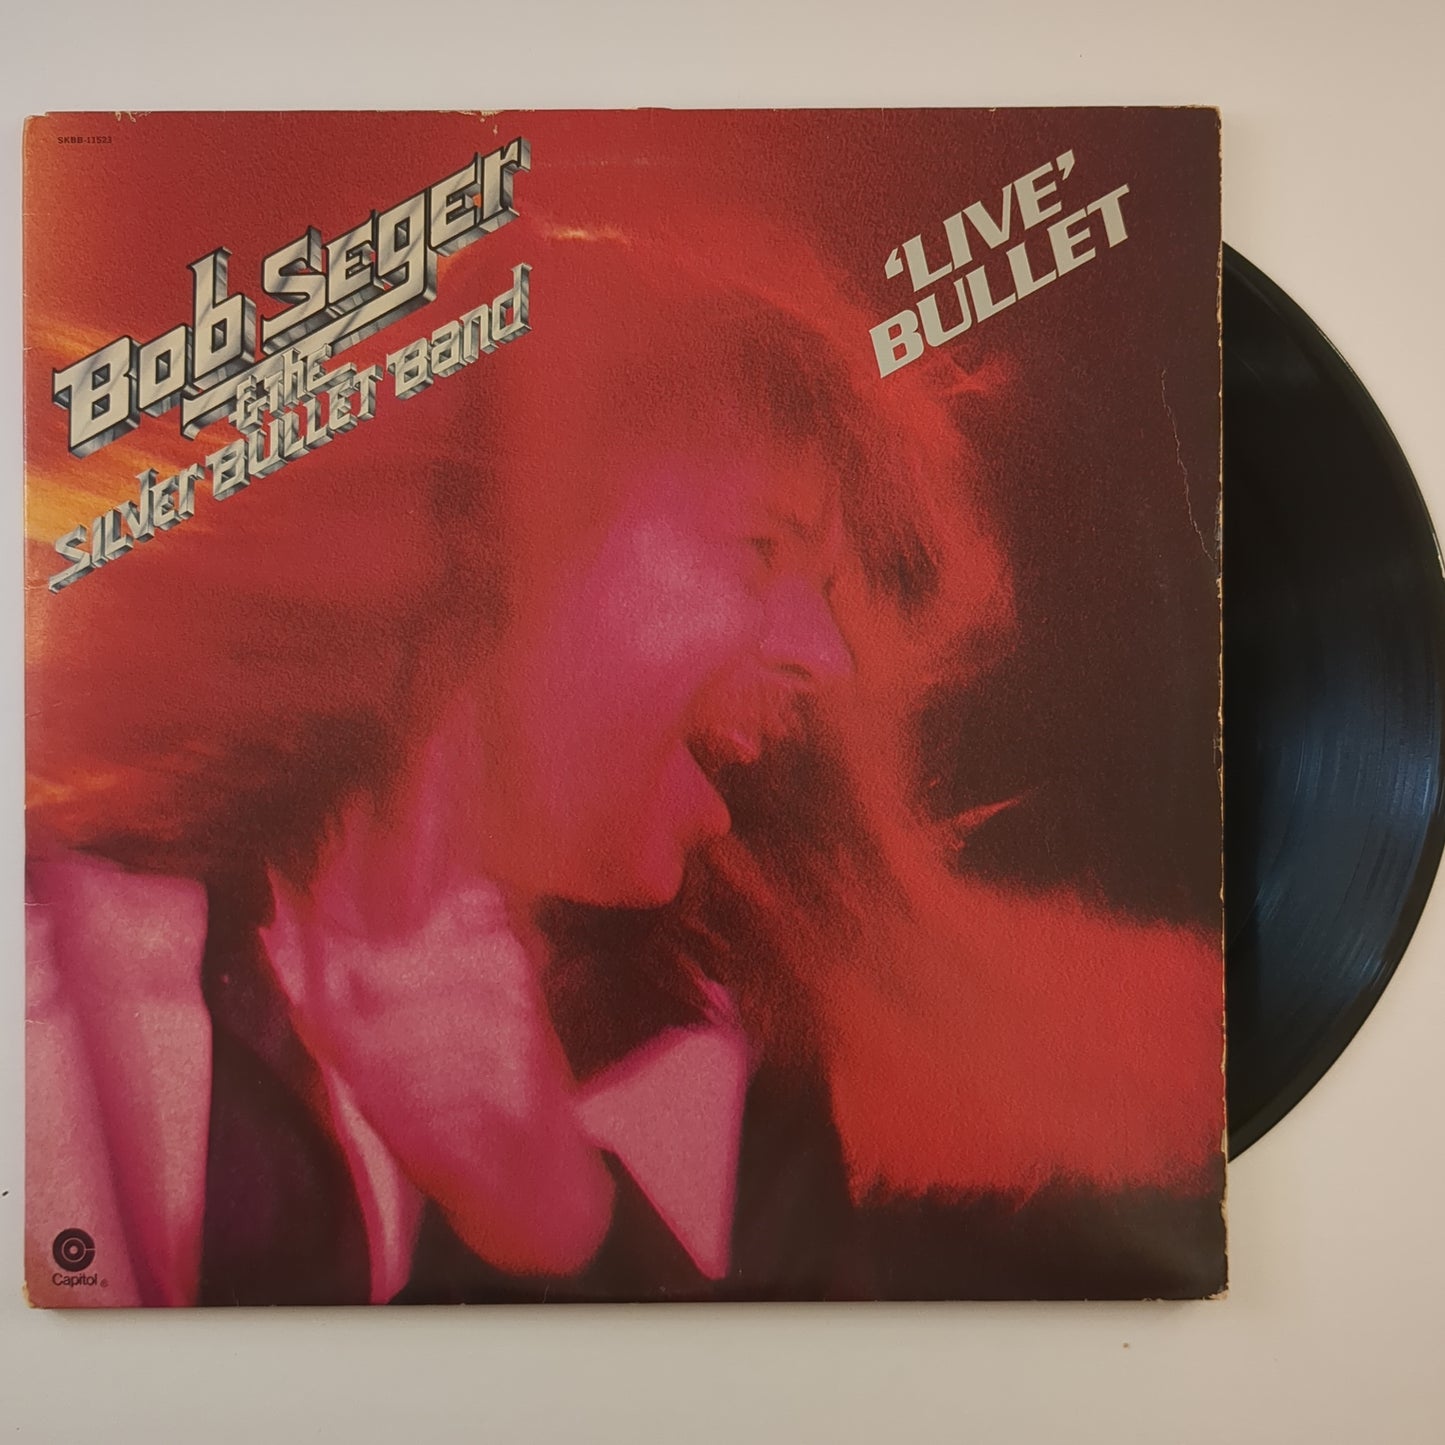 SKBB-11523
Bob Seger
& THE
SILVER BULLET BAND
‘LIVE’
BULLET
Capitol®